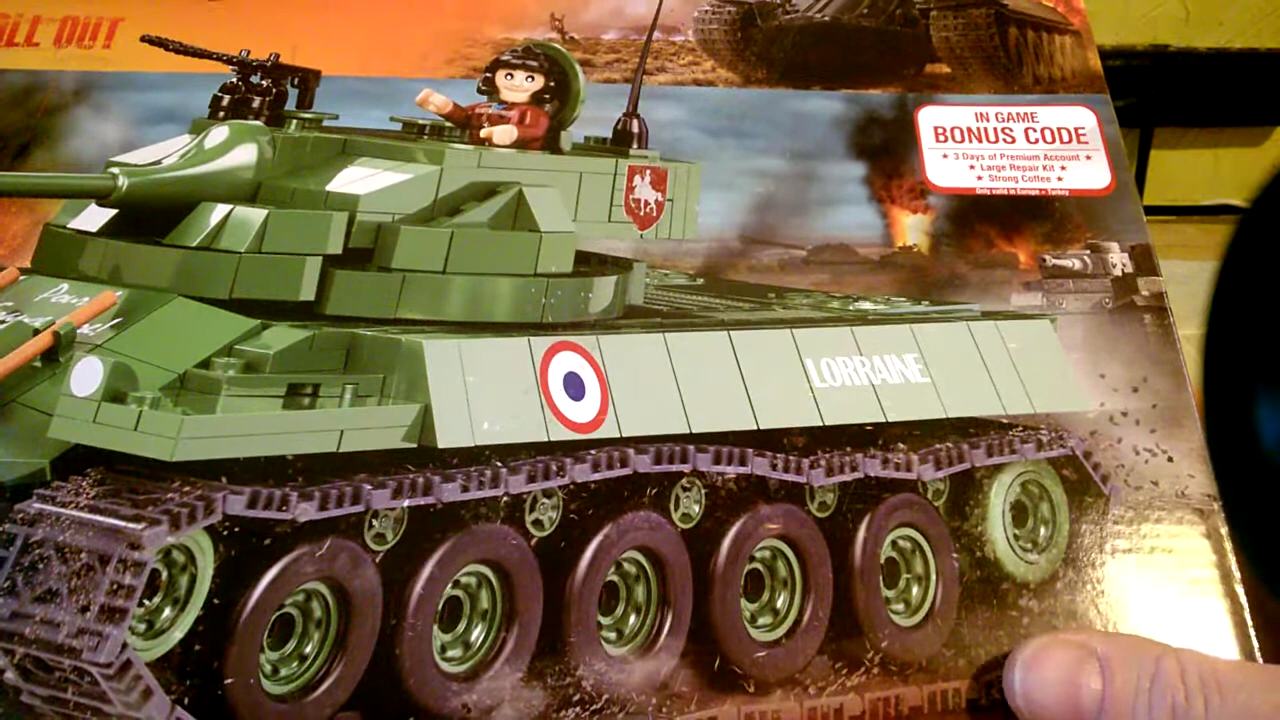 LL OUT
IN GAME
BONUS CODE
★ 3 Days of Premium Account ★
★ Large Repair Kit ★
★ Strong Coffee ★
Only valid in Europe + Turkey
LORRAINE